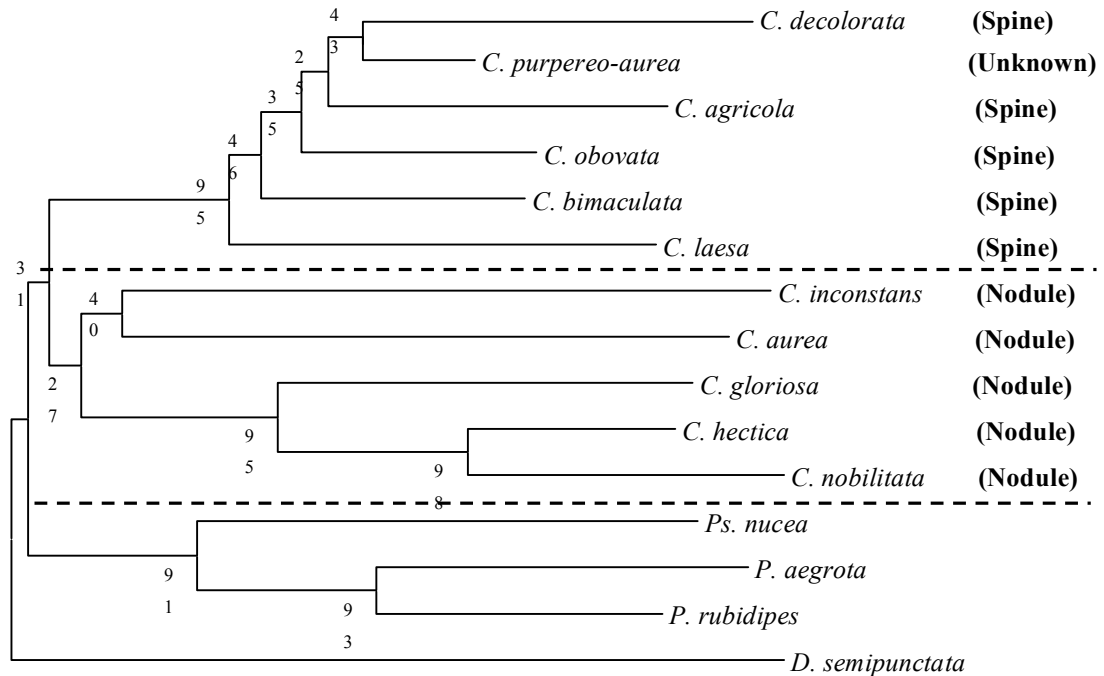 C. decolorata (Spine)
C. purpereo-aurea (Unknown)
C. agricola (Spine)
C. obovata (Spine)
C. bimaculata (Spine)
C. laesa (Spine)
C. inconstans (Nodule)
C. aurea (Nodule)
C. gloriosa (Nodule)
C. hectica (Nodule)
C. nobilitata (Nodule)
Ps. nucea
P. aegrota
P. rubidipes
D. semipunctata
4
3
2
5
3
5
4
6
9
5
3
1
4
0
2
7
9
5
9
8
9
1
9
3